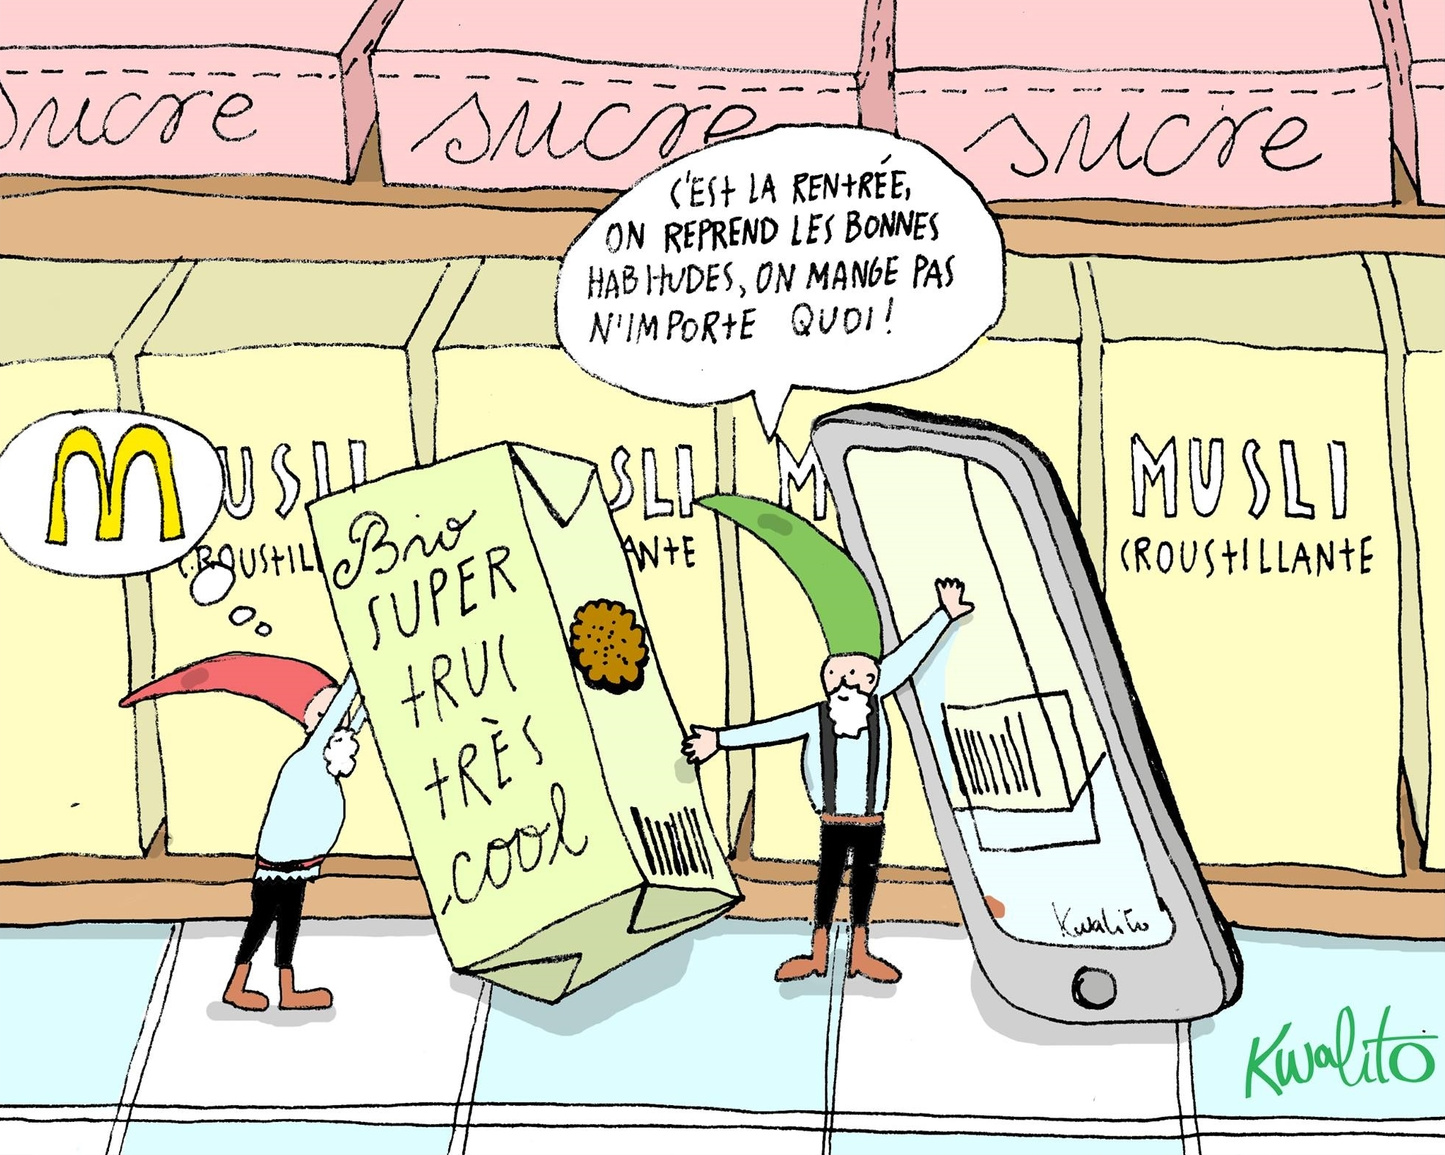 sucre
sucre
sucre
C'EST LA RENTRÉE,
ON REPREND LES BONNES
HABITUDES, ON MANGE PAS
N'IMPORTE QUOI!
M
USLI
CROUSTILL
SLI
ANTE
M
MUSLI
CROUSTILLANTE
Bio
SUPER
TRUC
TRÈS
cool
Kwalito
Kwalito